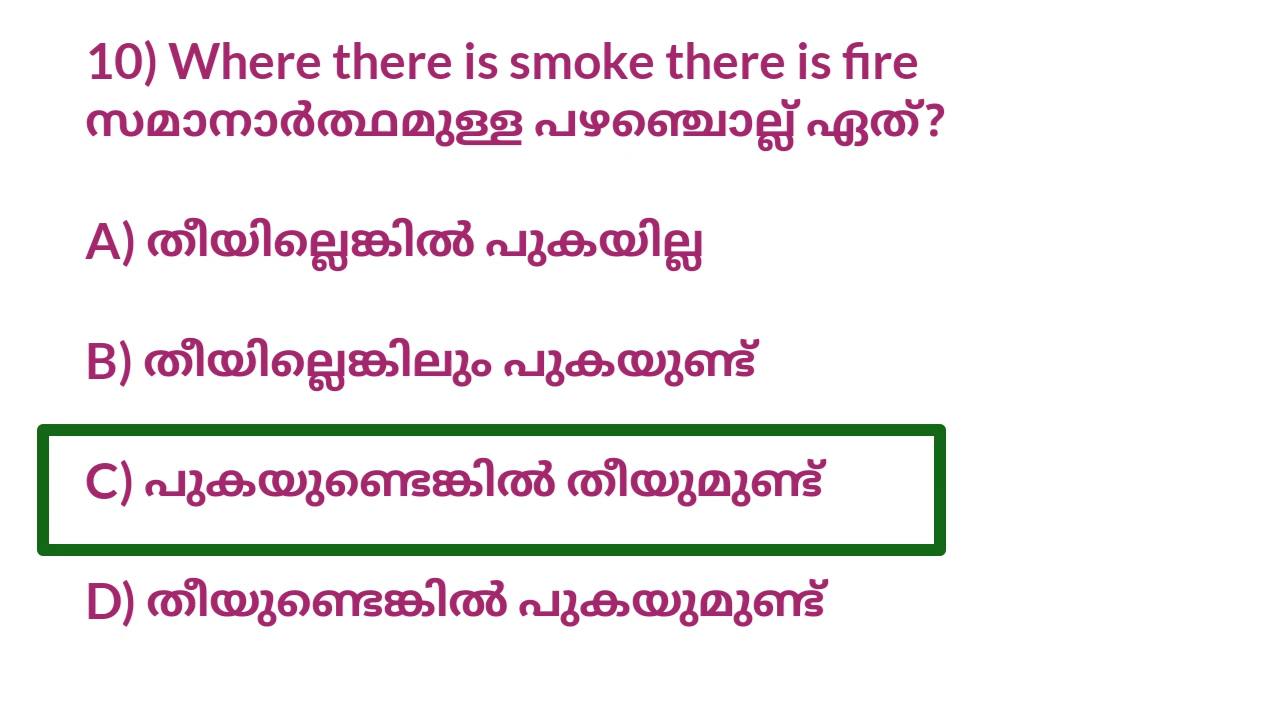 10) Where there is smoke there is fire
സമാനാർത്ഥമുള്ള പഴഞ്ചൊല്ല് ഏത്?
A) തീയില്ലെങ്കിൽ പുകയില്ല
B) തീയില്ലെങ്കിലും പുകയുണ്ട്
C) പുകയുണ്ടെങ്കിൽ തീയുമുണ്ട്
D) തീയുണ്ടെങ്കിൽ പുകയുമുണ്ട്